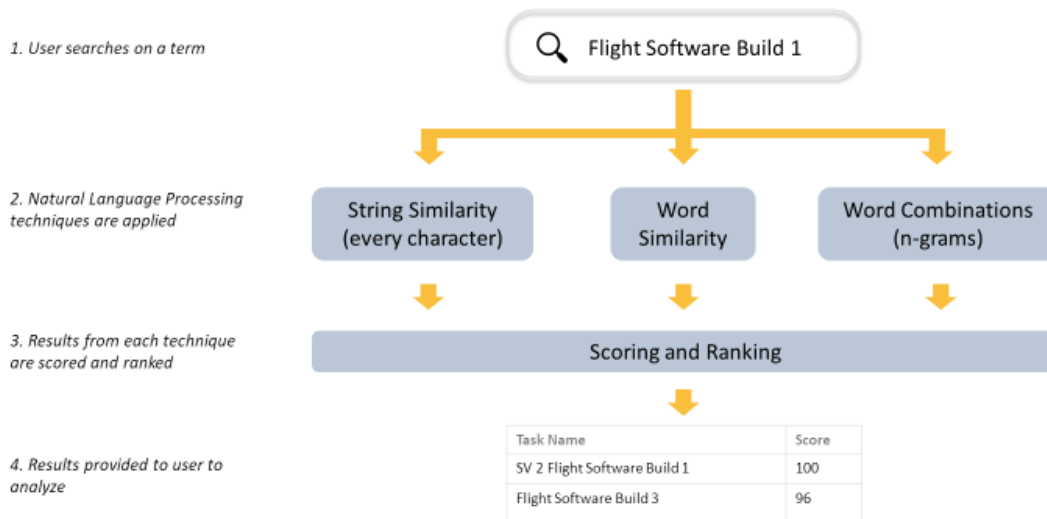 1. User searches on a term
Flight Software Build 1
2. Natural Language Processing
techniques are applied
String Similarity
(every character)
Word
Similarity
Word Combinations
(n-grams)
3. Results from each technique
are scored and ranked
Scoring and Ranking
4. Results provided to user to
analyze
Task Name Score
SV 2 Flight Software Build 1 100
Flight Software Build 3 96